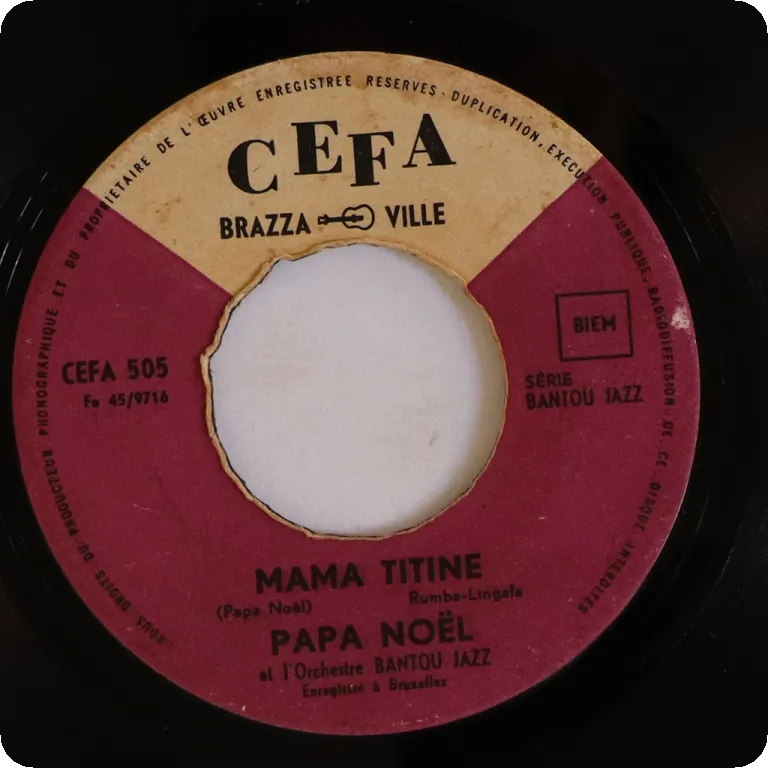 TOUS DROITS DU PRODUCTEUR PHONOGRAPHIQUE ET DU PROPRIETAIRE DE L'ŒUVRE ENREGISTREE RESERVES - DUPLICATION, EXECUTION PUBLIQUE, RADIODIFFUSION DE CE DISQUE INTERDITES
CEFA
BRAZZA VILLE
BIEM
CEFA 505
Fo 45/9716
SÉRIE
BANTOU JAZZ
MAMA TITINE
(Papa Noël) Rumba-Lingala
PAPA NOËL
et l'Orchestre BANTOU JAZZ
Enregistré à Bruxelles